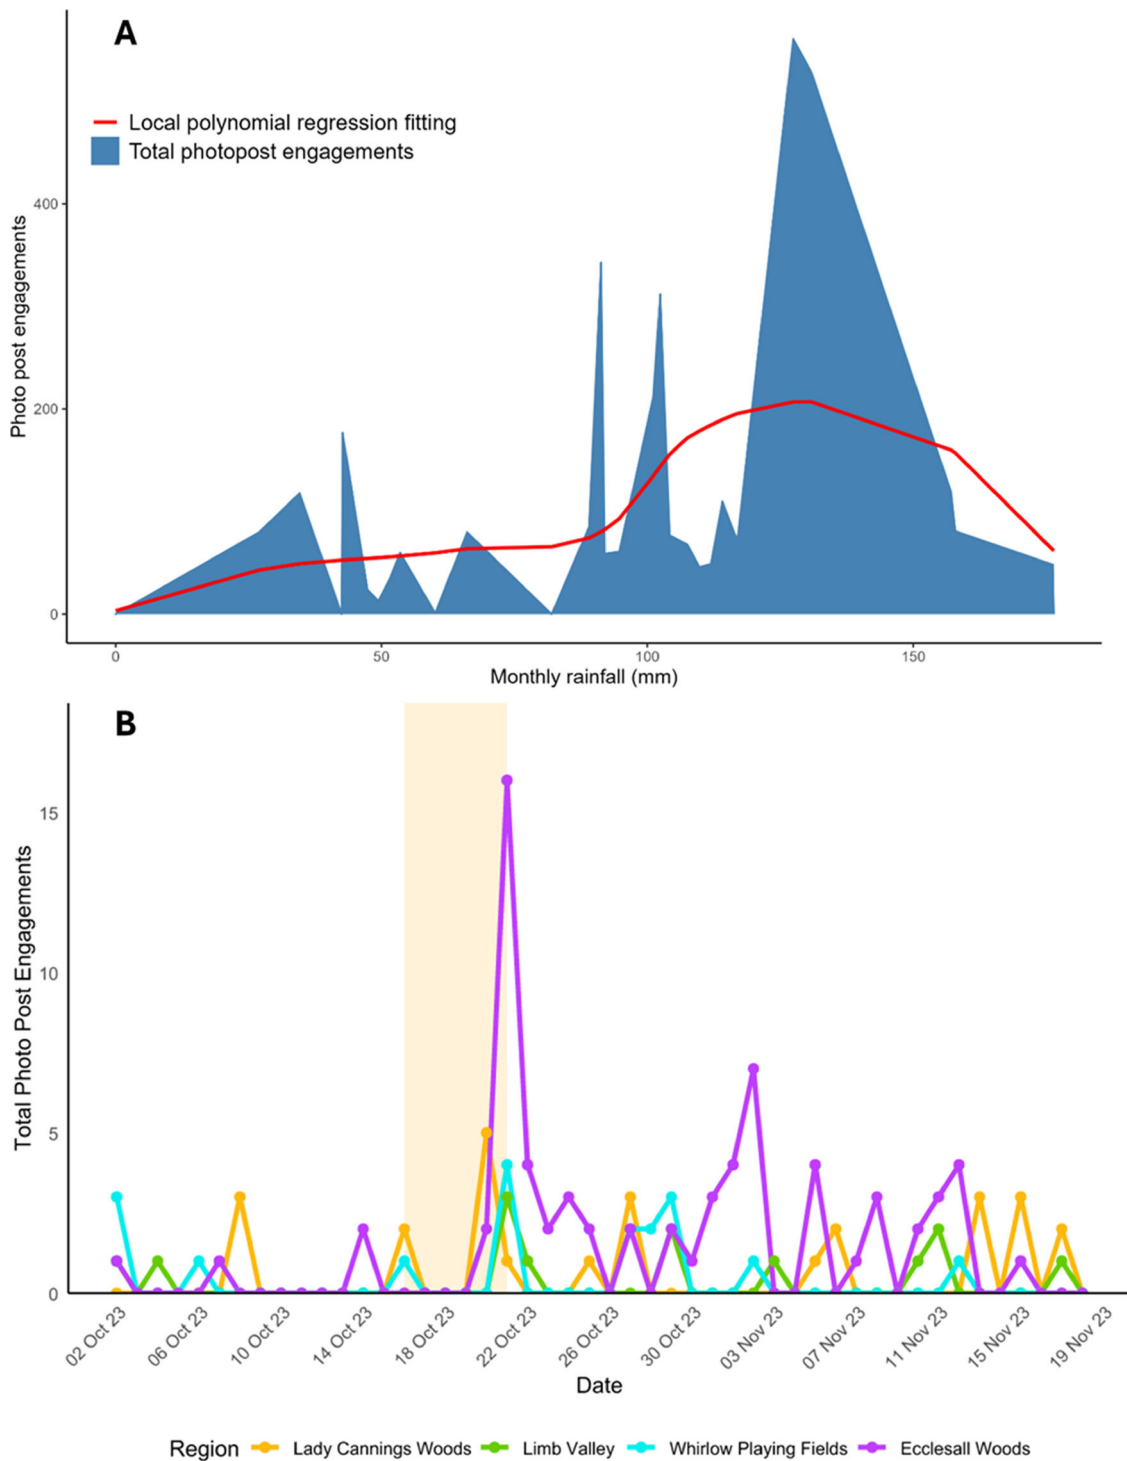 A
Local polynomial regression fitting
Total photopost engagements
Photo post engagements
400
200
0
0 50 100 150
Monthly rainfall (mm)
B
Total Photo Post Engagements
15
10
5
0
02 Oct 23 06 Oct 23 10 Oct 23 14 Oct 23 18 Oct 23 22 Oct 23 26 Oct 23 30 Oct 23 03 Nov 23 07 Nov 23 11 Nov 23 15 Nov 23 19 Nov 23
Date
Region Lady Cannings Woods Limb Valley Whirlow Playing Fields Ecclesall Woods